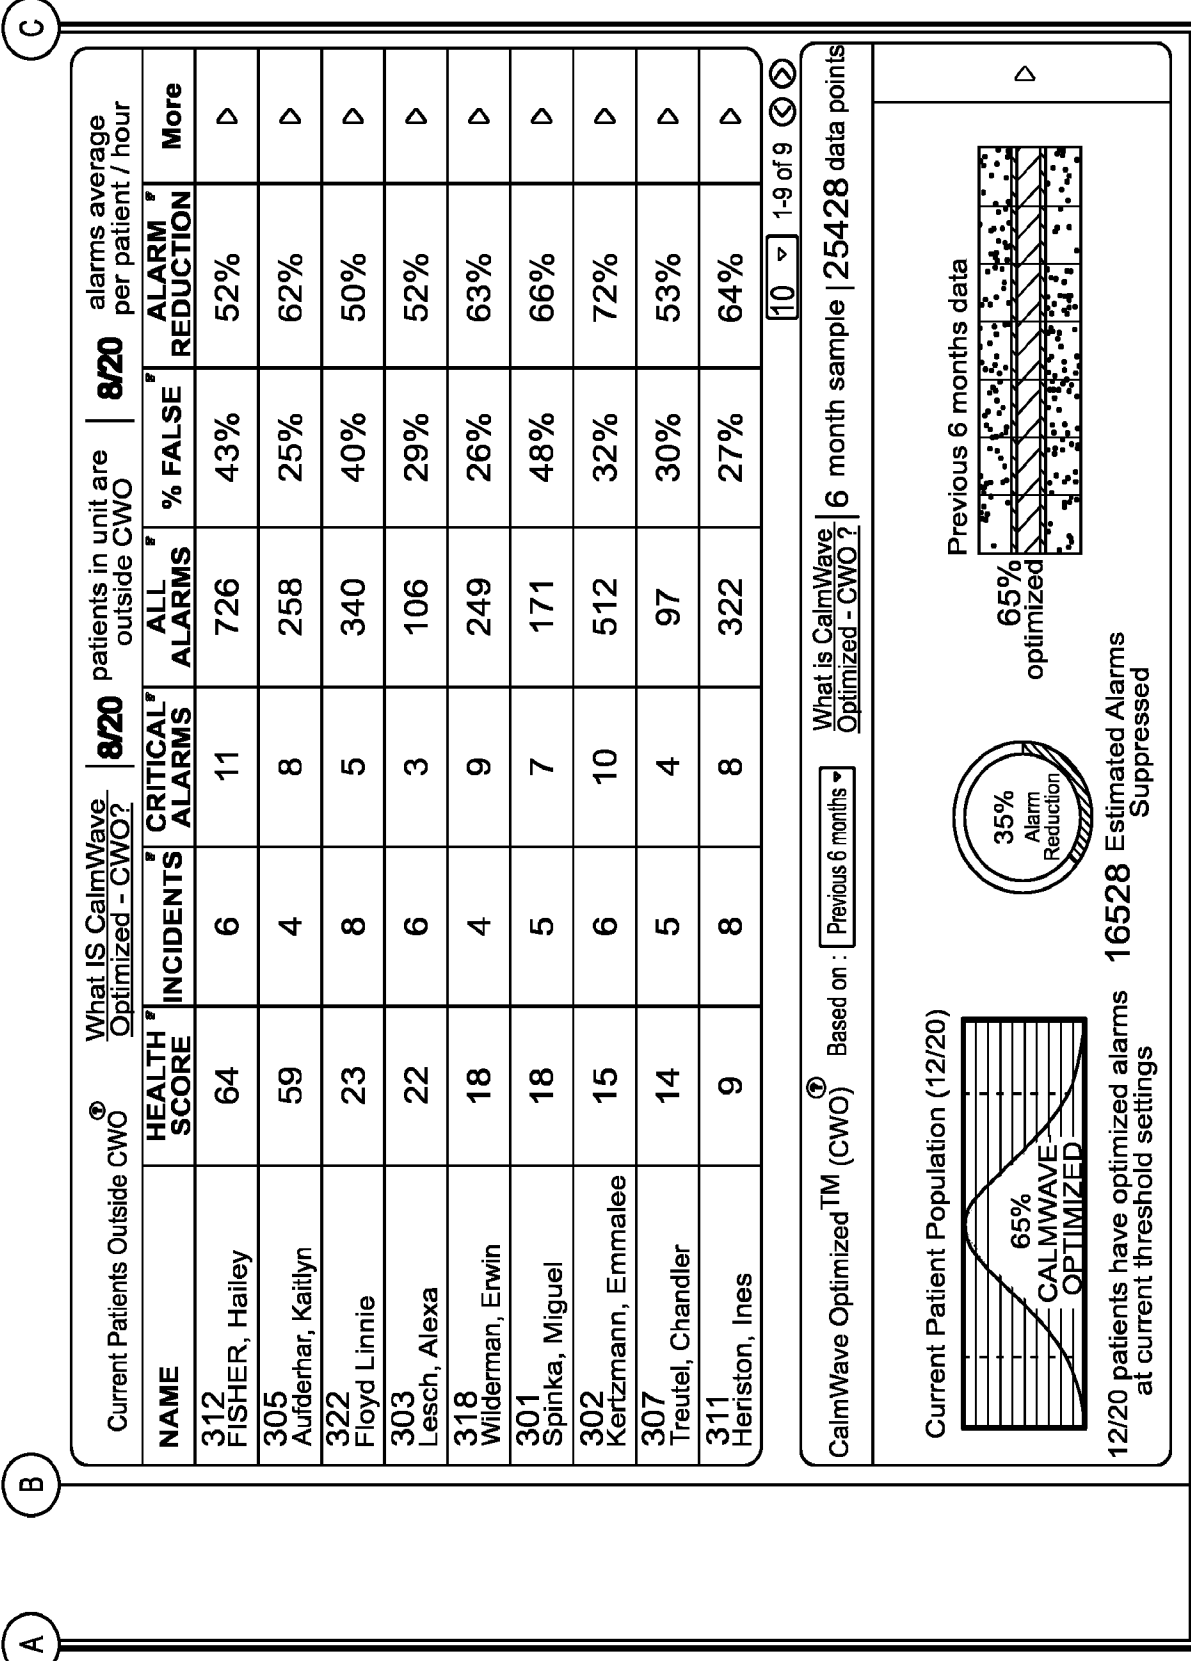 A
B
C
Current Patients Outside CWO ?
What IS CalmWave
Optimized - CWO?
8/20 patients in unit are
outside CWO
8/20 alarms average
per patient / hour
NAME HEALTH SCORE INCIDENTS CRITICAL ALARMS ALL ALARMS % FALSE ALARM REDUCTION More
312
FISHER, Hailey 64 6 11 726 43% 52%
305
Aufderhar, Kaitlyn 59 4 8 258 25% 62%
322
Floyd Linnie 23 8 5 340 40% 50%
303
Lesch, Alexa 22 6 3 106 29% 52%
318
Wilderman, Erwin 18 4 9 249 26% 63%
301
Spinka, Miguel 18 5 7 171 48% 66%
302
Kertzmann, Emmalee 15 6 10 512 32% 72%
307
Treutel, Chandler 14 5 4 97 30% 53%
311
Heriston, Ines 9 8 8 322 27% 64%
10 1-9 of 9
CalmWave Optimized TM (CWO) ?
Based on : Previous 6 months
What is CalmWave
Optimized - CWO ?
6 month sample | 25428 data points
Current Patient Population (12/20)
65%
CALMWAVE
OPTIMIZED
12/20 patients have optimized alarms
at current threshold settings
35%
Alarm
Reduction
16528 Estimated Alarms
Suppressed
Previous 6 months data
65%
optimized